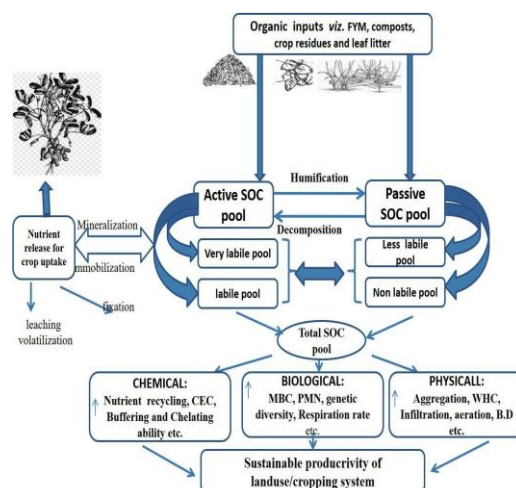 Organic inputs viz. FYM, composts,
crop residues and leaf litter
Humification
Active SOC
pool
Passive
SOC pool
Decomposition
Mineralization
Nutrient
release for
crop uptake
mmobilization
Very labile pool
Less labile
pool
labile pool
Non labile pool
fixation
leaching
volatilization
Total SOC
pool
CHEMICAL:
Nutrient recycling, CEC,
Buffering and Chelating
ability etc.
BIOLOGICAL:
MBC, PMN, genetic
diversity, Respiration rate
etc.
PHYSICALL:
Aggregation, WHC,
Infiltration, aeration, B.D
etc.
Sustainable producrivity of
landuse/cropping system